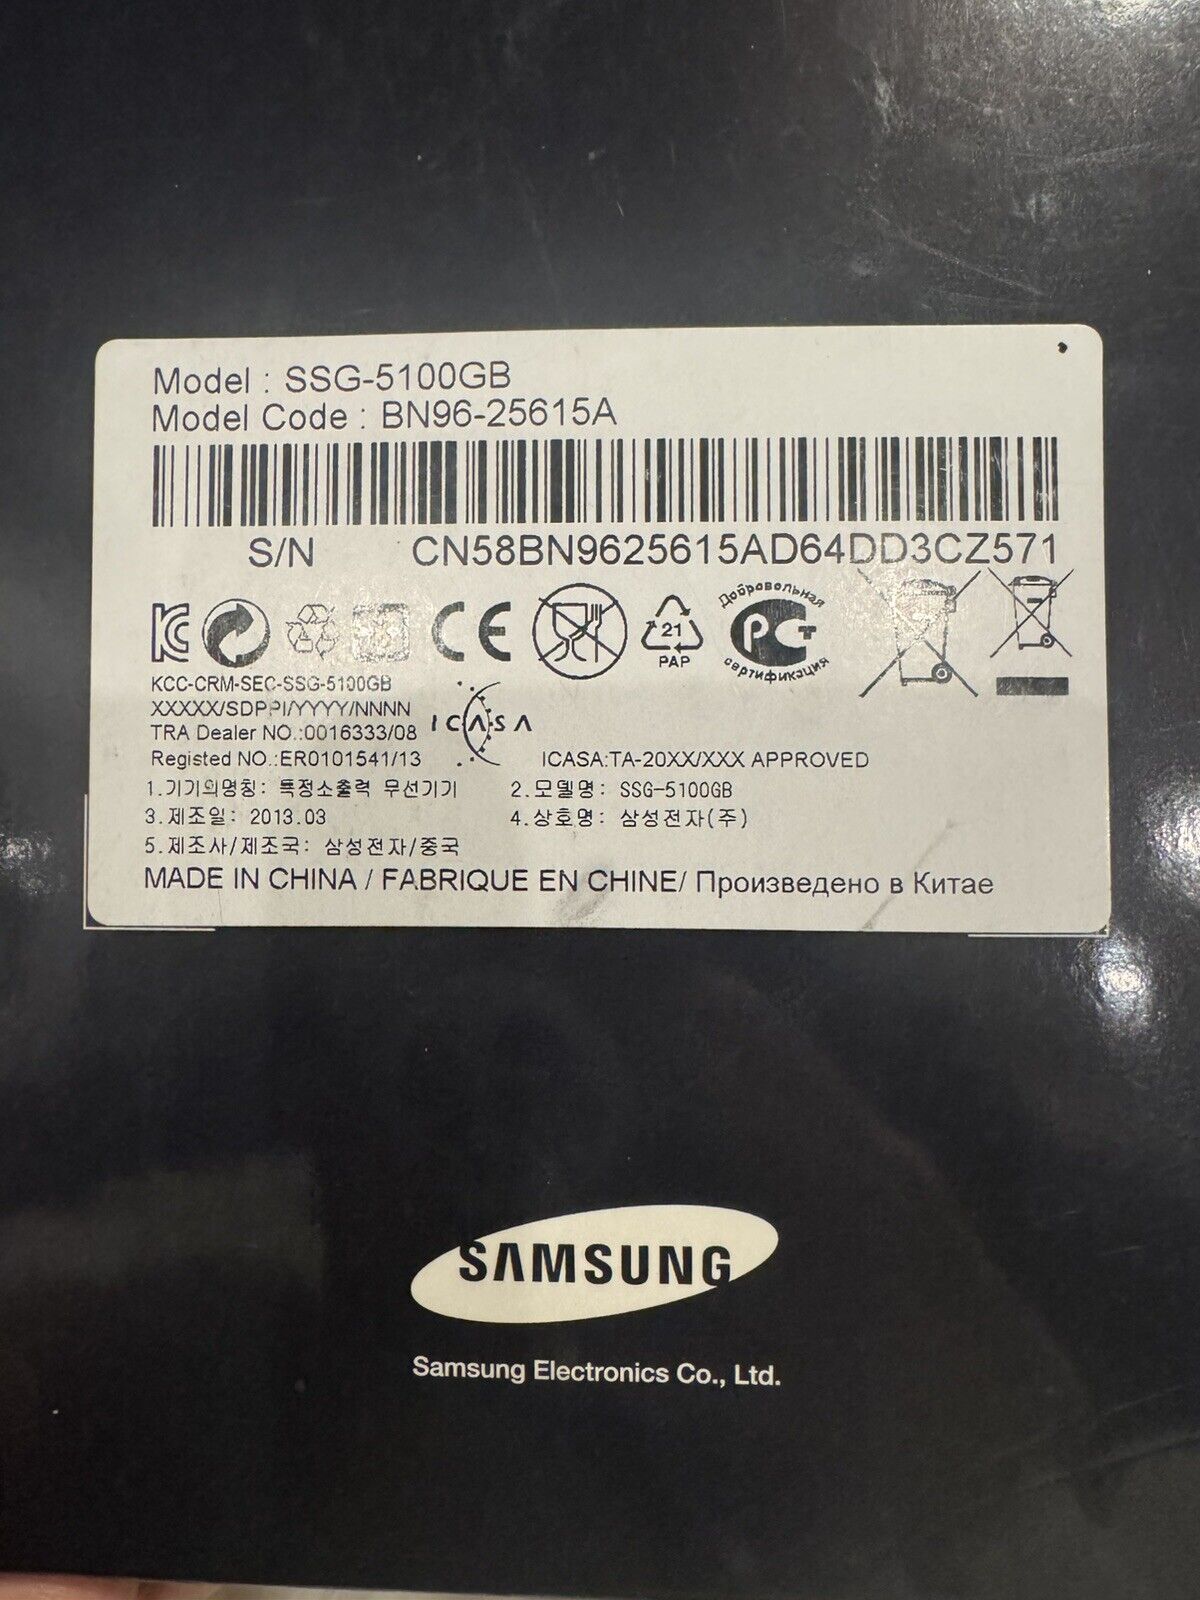 Model : SSG-5100GB
Model Code : BN96-25615A
S/N CN58BN9625615AD64DD3CZ571
KC CE 21 PAP Добровольная РСТ сертификация
KCC-CRM-SEC-SSG-5100GB
XXXXX/SDPPI/YYYY/NNNN
TRA Dealer NO.:0016333/08
ICASA
Registed NO.:ER0101541/13 ICASA:TA-20XX/XXX APPROVED
1.기기의명칭: 특정소출력 무선기기 2.모델명: SSG-5100GB
3.제조일: 2013.03 4.상호명: 삼성전자(주)
5.제조사/제조국: 삼성전자/중국
MADE IN CHINA / FABRIQUE EN CHINE/ Произведено в Китае
SAMSUNG
Samsung Electronics Co., Ltd.